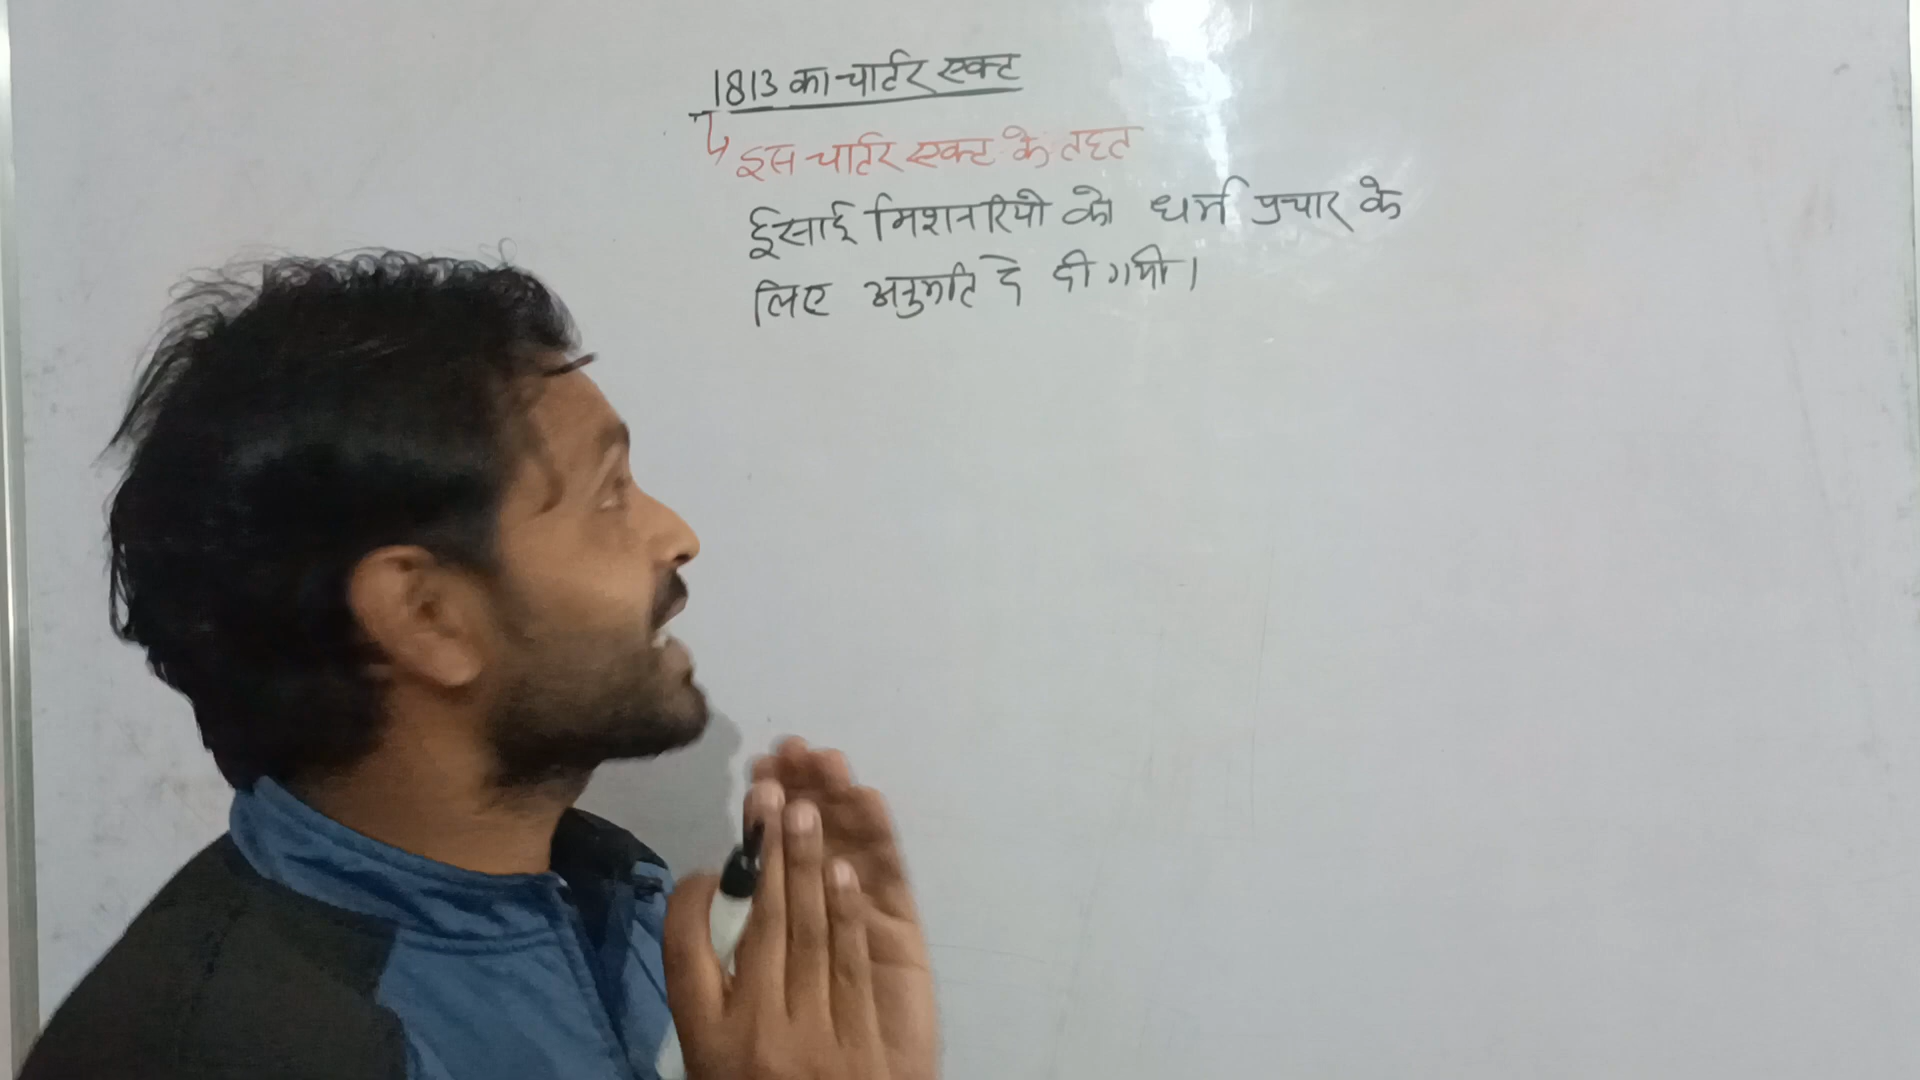 1813 का चार्टर एक्ट
इस चार्टर एक्ट के तहत
ईसाई मिशनरियो को धर्म प्रचार के
लिए अनुमति दे दी गयी।